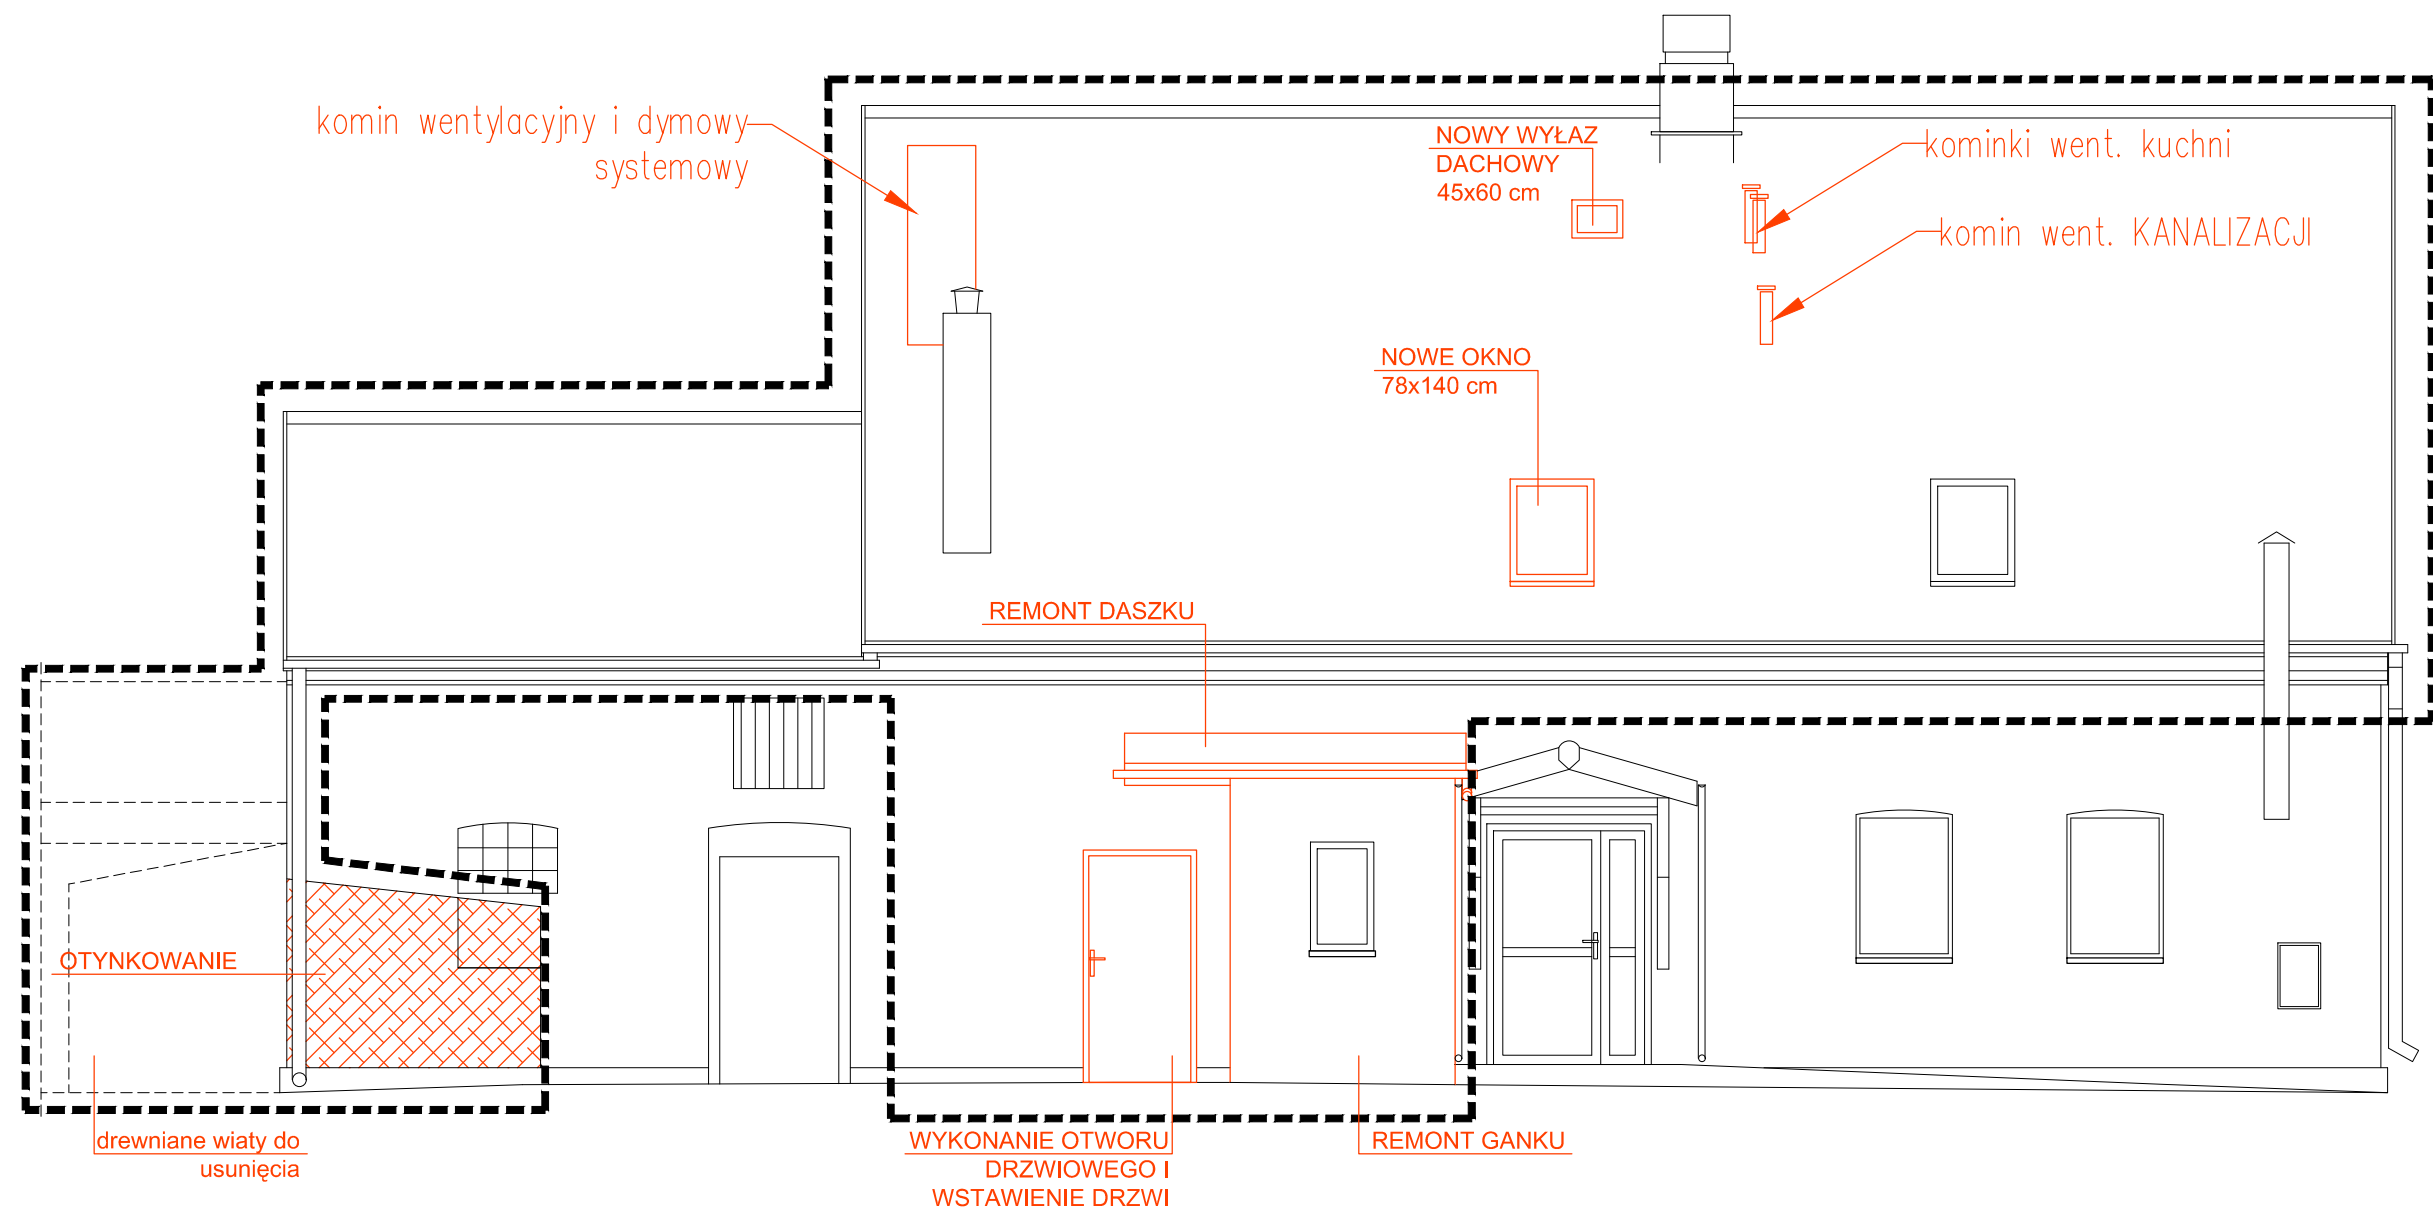 komin wentylacyjny i dymowy
systemowy
NOWY WYŁAZ
DACHOWY
45x60 cm
kominki went. kuchni
komin went. KANALIZACJI
NOWE OKNO
78x140 cm
REMONT DASZKU
OTYNKOWANIE
drewniane wiaty do
usunięcia
WYKONANIE OTWORU
DRZWIOWEGO I
WSTAWIENIE DRZWI
REMONT GANKU